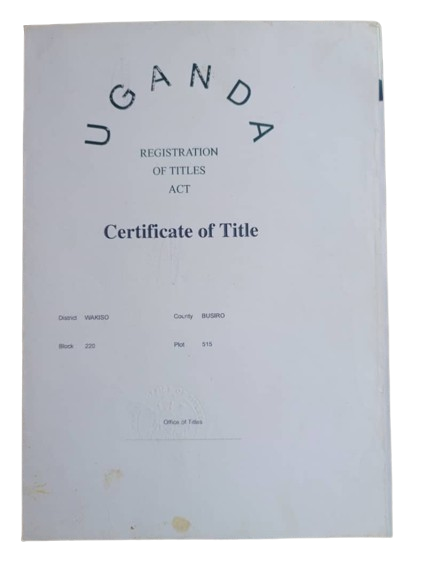 UGANDA
REGISTRATION
OF TITLES
ACT
Certificate of Title
District WAKISO County BUSIRO
Block 220 Plot 515
Office of Titles